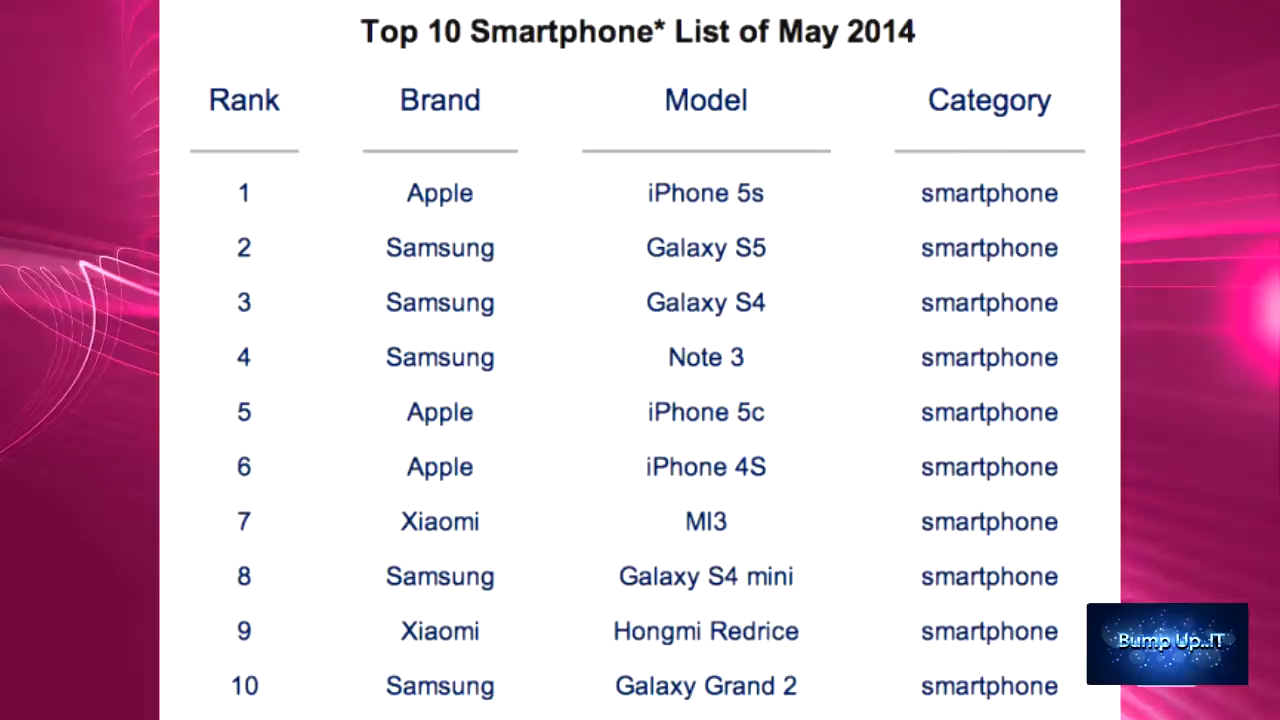 Top 10 Smartphone* List of May 2014
Rank Brand Model Category
1 Apple iPhone 5s smartphone
2 Samsung Galaxy S5 smartphone
3 Samsung Galaxy S4 smartphone
4 Samsung Note 3 smartphone
5 Apple iPhone 5c smartphone
6 Apple iPhone 4S smartphone
7 Xiaomi MI3 smartphone
8 Samsung Galaxy S4 mini smartphone
9 Xiaomi Hongmi Redrice smartphone
Bump Up..IT
10 Samsung Galaxy Grand 2 smartphone